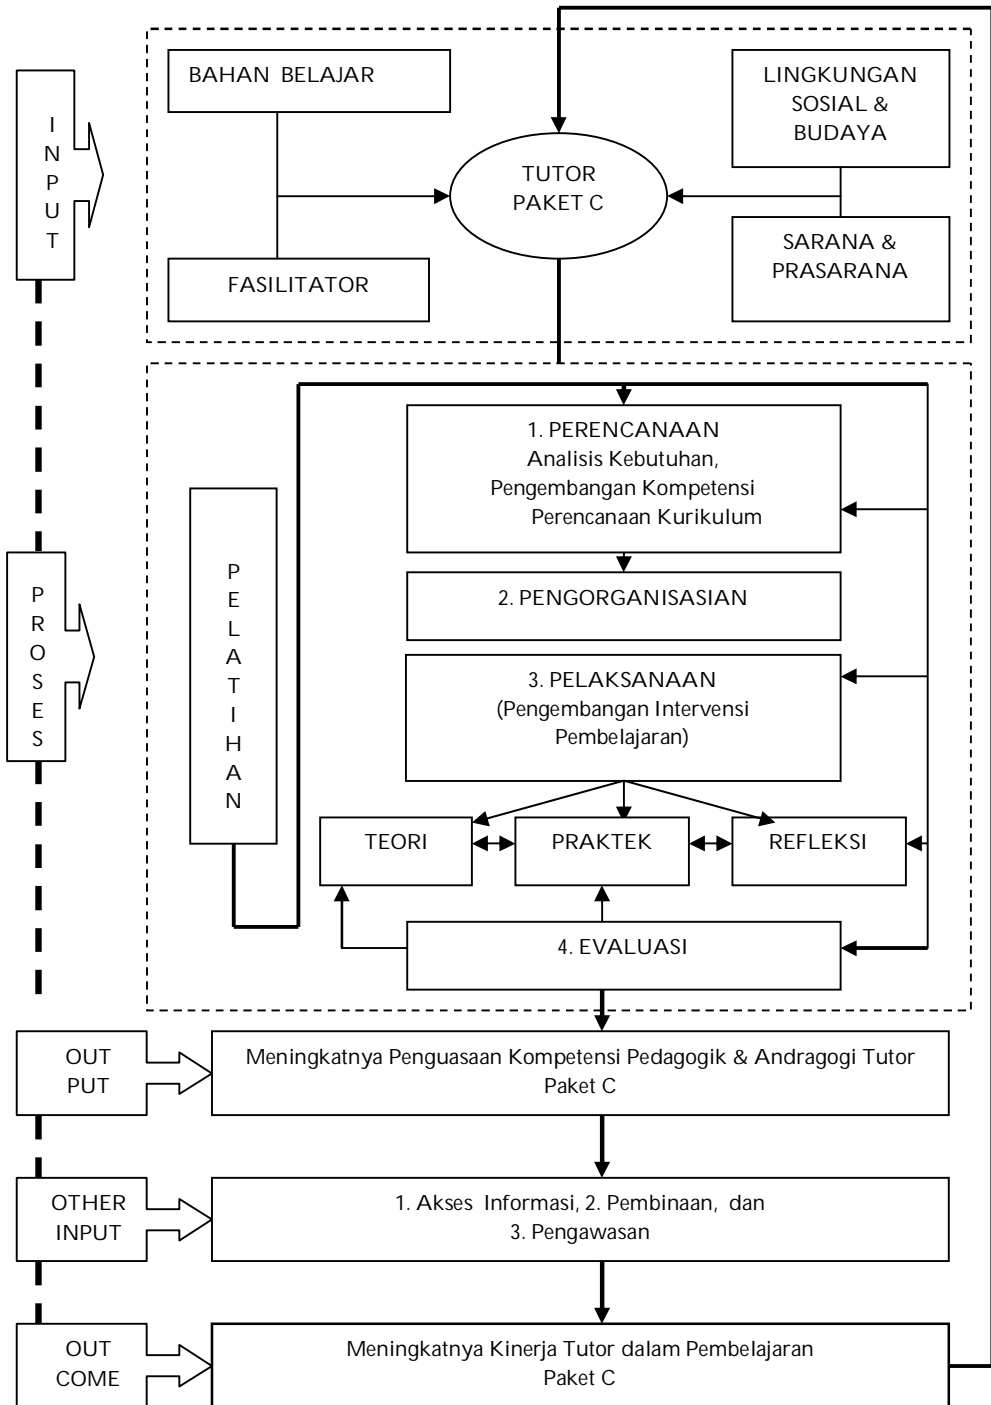 INPUT
BAHAN BELAJAR
LINGKUNGAN
SOSIAL &
BUDAYA
TUTOR
PAKET C
FASILITATOR
SARANA &
PRASARANA
PROSES
PELATIHAN
1. PERENCANAAN
Analisis Kebutuhan,
Pengembangan Kompetensi
Perencanaan Kurikulum
2. PENGORGANISASIAN
3. PELAKSANAAN
(Pengembangan Intervensi
Pembelajaran)
TEORI
PRAKTEK
REFLEKSI
4. EVALUASI
OUT
PUT
Meningkatnya Penguasaan Kompetensi Pedagogik & Andragogi Tutor
Paket C
OTHER
INPUT
1. Akses Informasi, 2. Pembinaan, dan
3. Pengawasan
OUT
COME
Meningkatnya Kinerja Tutor dalam Pembelajaran
Paket C